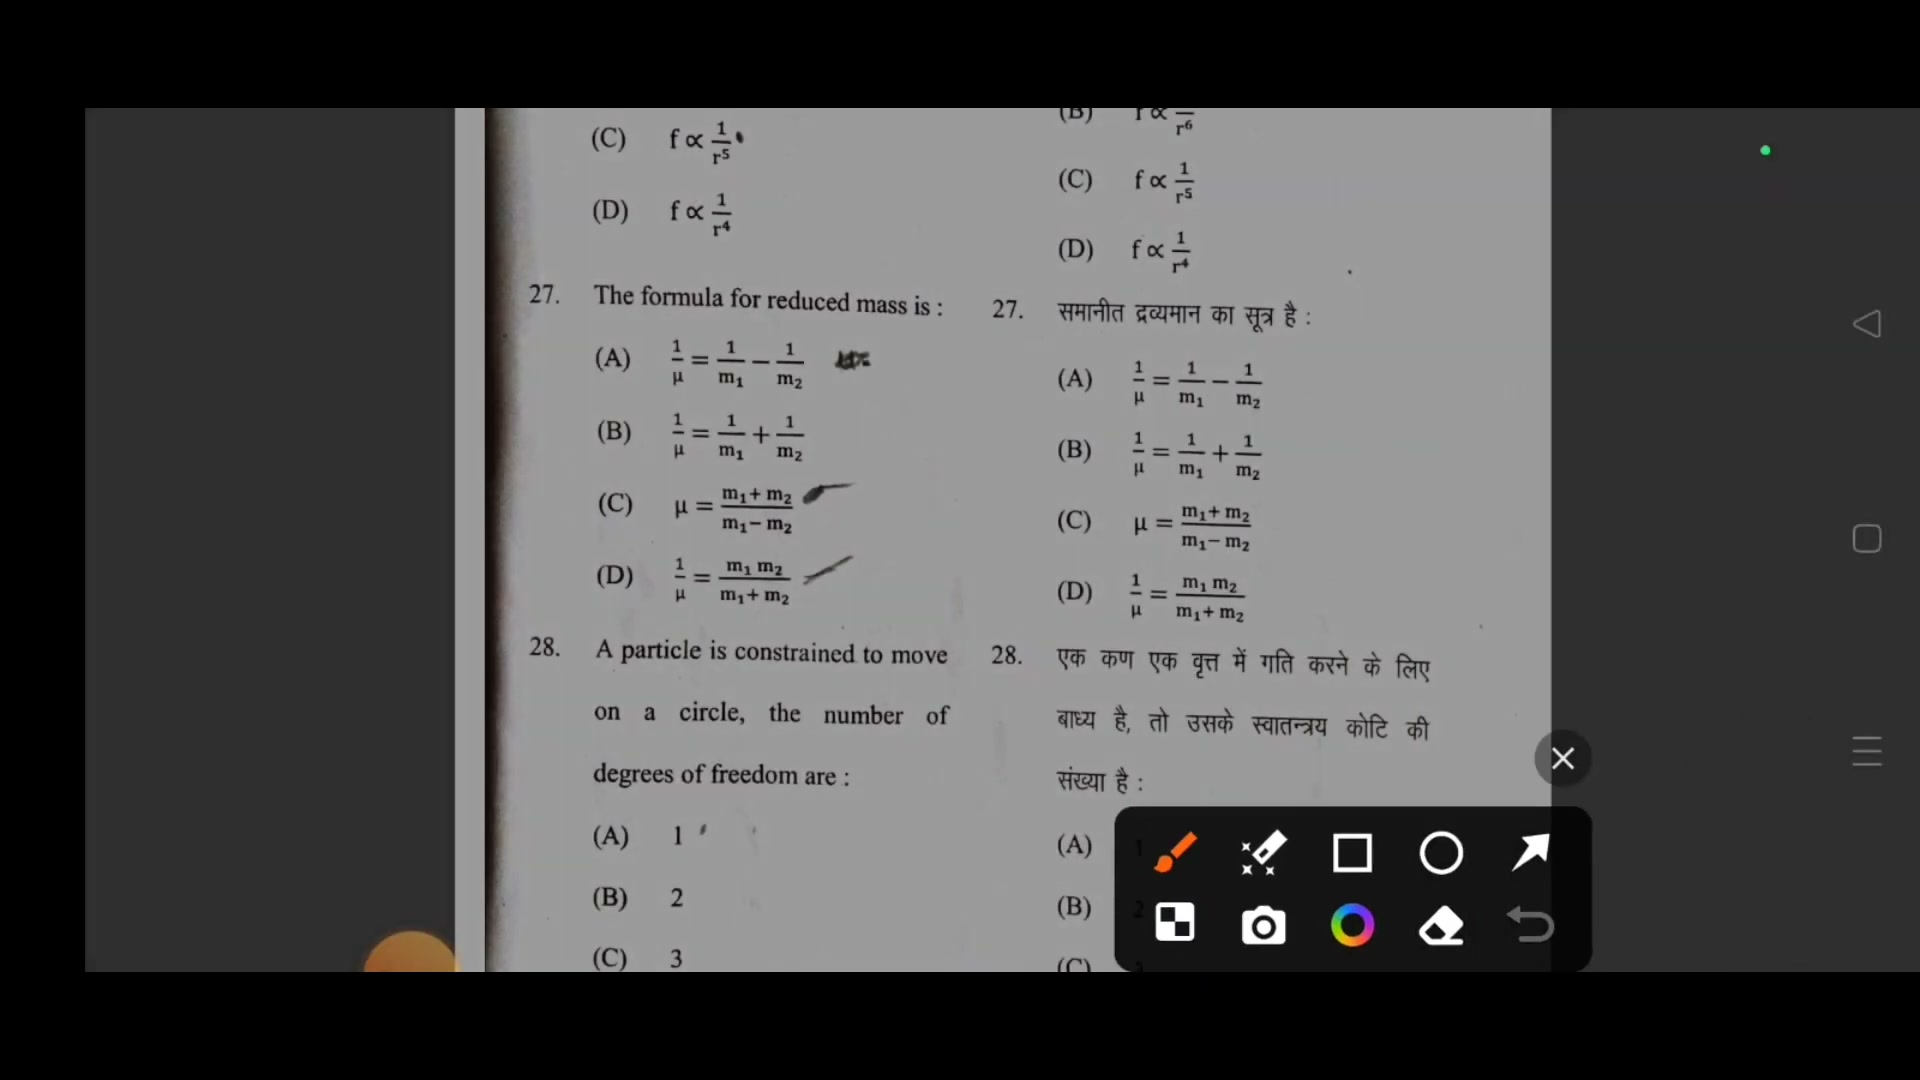 (C) f ∝ 1/r⁵
(D) f ∝ 1/r⁴
27. The formula for reduced mass is :
(A) 1/μ = 1/m₁ − 1/m₂
(B) 1/μ = 1/m₁ + 1/m₂
(C) μ = (m₁+ m₂)/(m₁− m₂)
(D) 1/μ = (m₁ m₂)/(m₁+ m₂)
28. A particle is constrained to move
on a circle, the number of
degrees of freedom are :
(A) 1
(B) 2
(C) 3
(C) f ∝ 1/r⁵
(D) f ∝ 1/r⁴
27. समानीत द्रव्यमान का सूत्र है :
(A) 1/μ = 1/m₁ − 1/m₂
(B) 1/μ = 1/m₁ + 1/m₂
(C) μ = (m₁+ m₂)/(m₁− m₂)
(D) 1/μ = (m₁ m₂)/(m₁+ m₂)
28. एक कण एक वृत्त में गति करने के लिए
बाध्य है, तो उसके स्वातन्त्रय कोटि की
संख्या है :
(A) 1
(B) 2